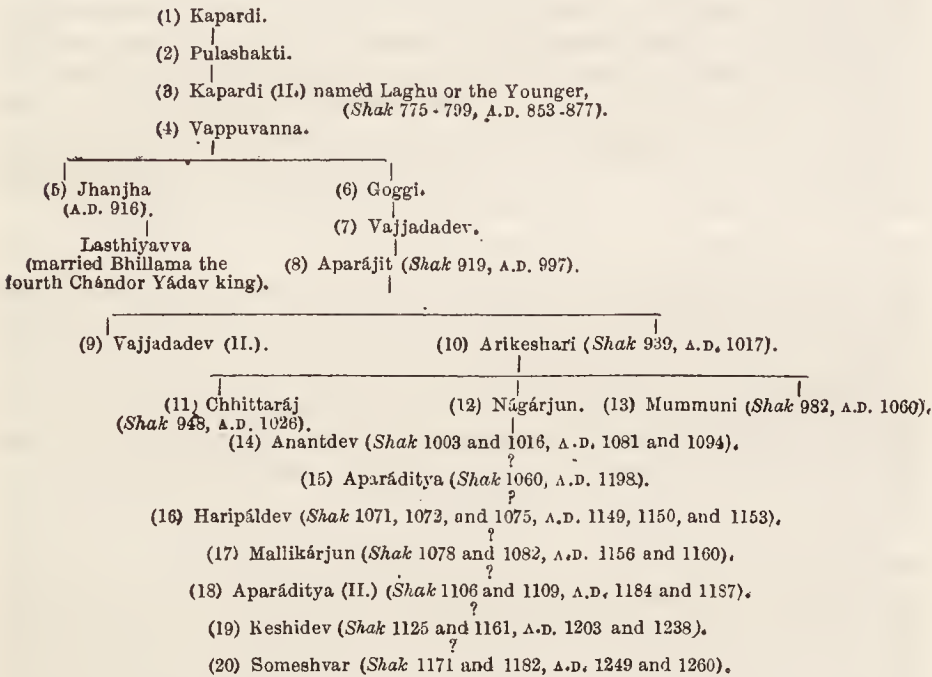 (1) Kapardi.
(2) Pulashakti.
(3) Kapardi (II.) named Laghu or the Younger,
(Shak 775 - 799, A.D. 853-877).
(4) Vappuvanna.
(5) Jhanjha (6) Goggi.
(A.D. 916).
(7) Vajjadadev.
Lasthiyavva
(married Bhillama the (8) Aparájit (Shak 919, A.D. 997).
fourth Chándor Yádav king).
(9) Vajjadadev (II.). (10) Arikeshari (Shak 939, A.D. 1017).
(11) Chhittaráj (12) Nágárjun. (13) Mummuni (Shak 982, A.D. 1060).
(Shak 948, A.D. 1026).
(14) Anantdev (Shak 1003 and 1016, A.D. 1081 and 1094).
?
(15) Aparáditya (Shak 1060, A.D. 1198).
?
(16) Haripáldev (Shak 1071, 1072, and 1075, A.D. 1149, 1150, and 1153).
?
(17) Mallikárjun (Shak 1078 and 1082, A.D. 1156 and 1160).
?
(18) Aparáditya (II.) (Shak 1106 and 1109, A.D. 1184 and 1187).
?
(19) Keshidev (Shak 1125 and 1161, A.D. 1203 and 1238).
?
(20) Someshvar (Shak 1171 and 1182, A.D. 1249 and 1260).